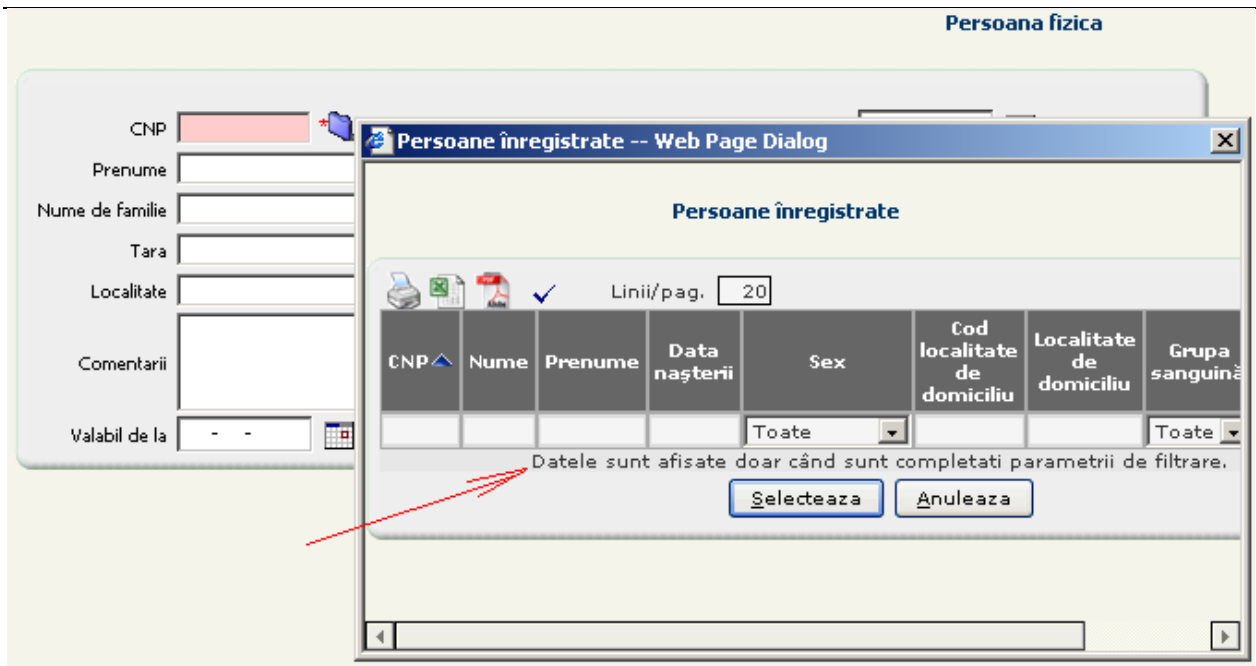 Persoana fizica
CNP
*
Prenume
Nume de familie
Tara
Localitate
Comentarii
Valabil de la - -
Persoane înregistrate -- Web Page Dialog
Persoane înregistrate
Linii/pag. 20
CNP Nume Prenume Data naşterii Sex Cod localitate de domiciliu Localitate de domiciliu Grupa sanguină
Toate Toate
Datele sunt afisate doar când sunt completati parametrii de filtrare.
Selecteaza Anuleaza